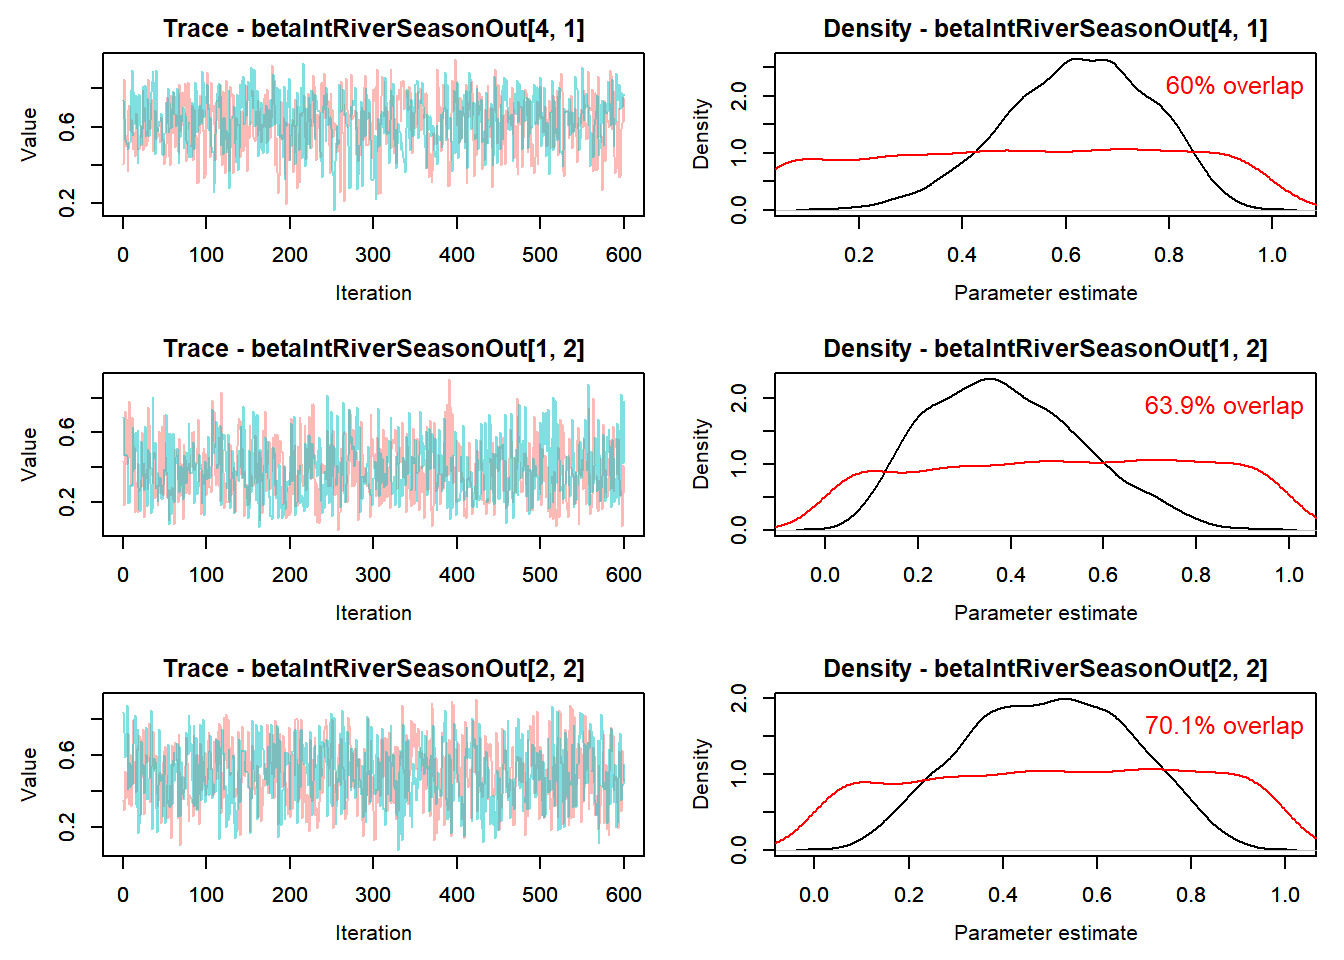 Trace - betaIntRiverSeasonOut[4, 1]
Value
0.2 0.6
0 100 200 300 400 500 600
Iteration
Density - betaIntRiverSeasonOut[4, 1]
60% overlap
Density
0.0 1.0 2.0
0.2 0.4 0.6 0.8 1.0
Parameter estimate
Trace - betaIntRiverSeasonOut[1, 2]
Value
0.2 0.6
0 100 200 300 400 500 600
Iteration
Density - betaIntRiverSeasonOut[1, 2]
63.9% overlap
Density
0.0 1.0 2.0
0.0 0.2 0.4 0.6 0.8 1.0
Parameter estimate
Trace - betaIntRiverSeasonOut[2, 2]
Value
0.2 0.6
0 100 200 300 400 500 600
Iteration
Density - betaIntRiverSeasonOut[2, 2]
70.1% overlap
Density
0.0 1.0 2.0
0.0 0.2 0.4 0.6 0.8 1.0
Parameter estimate